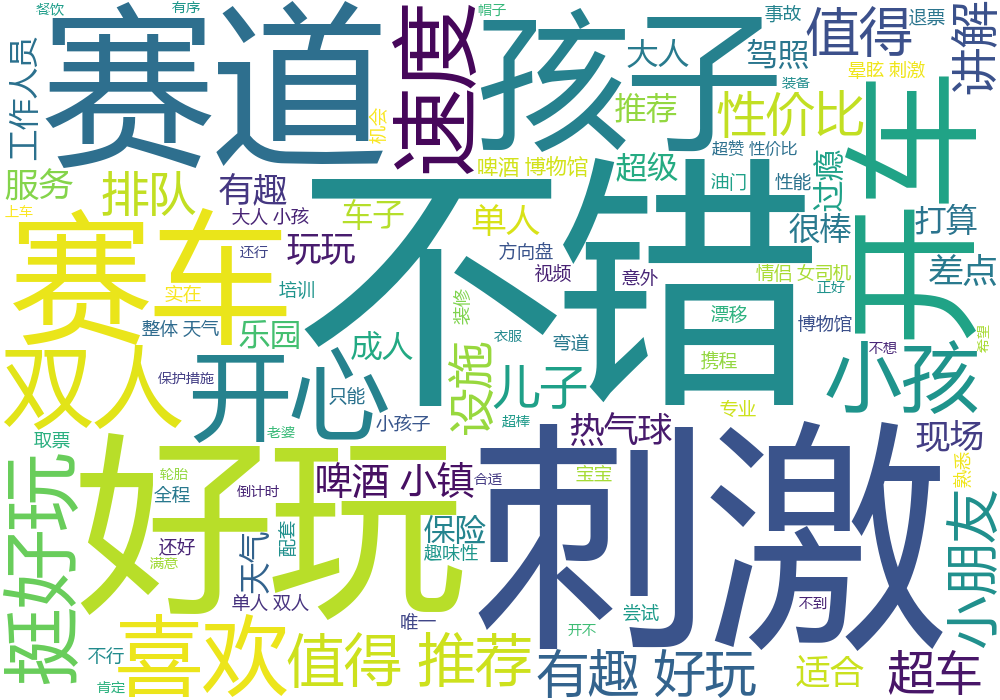 餐饮
有序
帽子
事故
值得
退票
讲解
工作人员
赛道
速度
孩子
大人
驾照
晕眩 刺激
装备
机会
推荐
性价比
开车
超赞 性价比
服务
排队
有趣
啤酒 博物馆
超级
油门
性能
过瘾
上车
大人 小孩
车子
单人
很棒
打算
赛车
还行
玩玩
不错
方向盘
视频
意外
情侣 女司机
正好
差点
实在
培训
装修
漂移
博物馆
希望
整体 天气
乐园
成人
衣服
弯道
携程
不想
双人
开心
保护措施
只能
设施
儿子
小孩
老婆
小孩子
超棒
专业
热气球
现场
取票
好玩
刺激
挺好玩
轮胎
全程
倒计时
啤酒 小镇
合适
宝宝
熟悉
保险
趣味性
小朋友
还好
满意
天气
配套
单人 双人
唯一
尝试
不到
开不
喜欢
值得 推荐
不行
肯定
有趣 好玩
适合
超车